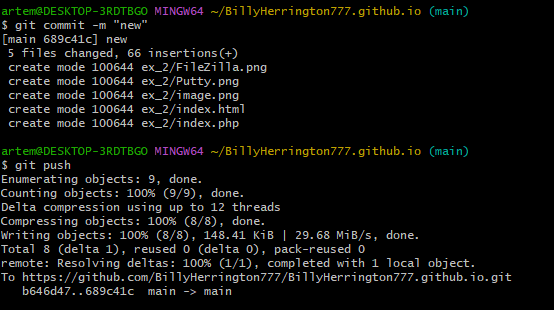 artem@DESKTOP-3RDTBGO MINGW64 ~/BillyHerrington777.github.io (main)
$ git commit -m "new"
[main 689c41c] new
 5 files changed, 66 insertions(+)
 create mode 100644 ex_2/FileZilla.png
 create mode 100644 ex_2/Putty.png
 create mode 100644 ex_2/image.png
 create mode 100644 ex_2/index.html
 create mode 100644 ex_2/index.php
artem@DESKTOP-3RDTBGO MINGW64 ~/BillyHerrington777.github.io (main)
$ git push
Enumerating objects: 9, done.
Counting objects: 100% (9/9), done.
Delta compression using up to 12 threads
Compressing objects: 100% (8/8), done.
Writing objects: 100% (8/8), 148.41 KiB | 29.68 MiB/s, done.
Total 8 (delta 1), reused 0 (delta 0), pack-reused 0
remote: Resolving deltas: 100% (1/1), completed with 1 local object.
To https://github.com/BillyHerrington777/BillyHerrington777.github.io.git
   b646d47..689c41c  main -> main